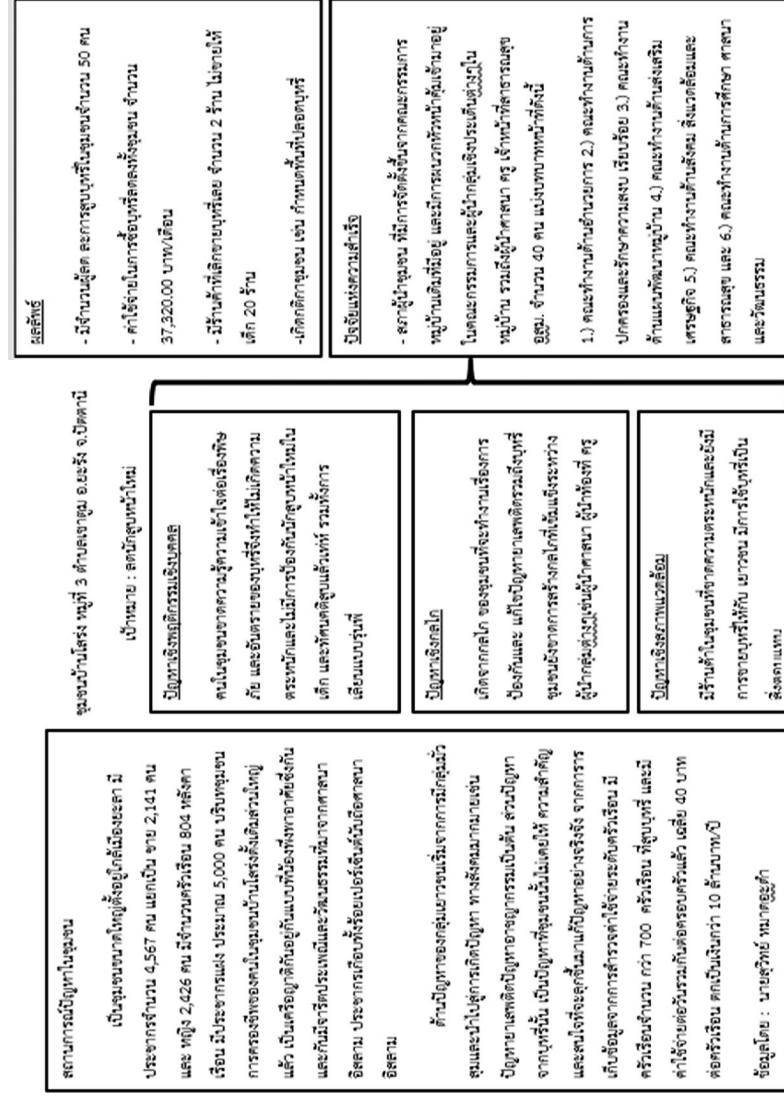 ชุมชนบ้านโสร่ง หมู่ที่ 3 ตำบลเขาตูม อ.ยะรัง จ.ปัตตานี
เป้าหมาย : ลดนักสูบหน้าใหม่
สถานการณ์ปัญหาในชุมชน
เป็นชุมชนขนาดใหญ่ตั้งอยู่ใกล้เมืองยะลา มี
ประชากรจำนวน 4,567 คน แยกเป็น ชาย 2,141 คน
และ หญิง 2,426 คน มีจำนวนครัวเรือน 804 หลังคา
เรือน มีประชากรแฝง ประมาณ 5,000 คน บริบทชุมชน
การครองชีพของคนในชุมชนบ้านโสร่งดั้งเดิมส่วนใหญ่
แล้ว เป็นเครือญาติกันอยู่กันแบบพี่น้องพึ่งพาอาศัยซึ่งกัน
และกันมีจารีตประเพณีและวัฒนธรรมที่มาจากศาสนา
อิสลาม ประชากรเกือบทั้งร้อยเปอร์เซ็นต์นับถือศาสนา
อิสลาม
ด้านปัญหาของกลุ่มเยาวชนเริ่มจากการมีกลุ่มมั่ว
สุมและนำไปสู่การเกิดปัญหา ทางสังคมมากมายเช่น
ปัญหายาเสพติดปัญหาอาชญากรรมเป็นต้น ส่วนปัญหา
จากบุหรี่นั้น เป็นปัญหาที่ชุมชนนั้นไม่เคยให้ ความสำคัญ
และสนใจที่จะลุกขึ้นมาแก้ปัญหาอย่างจริงจัง จากการาร
เก็บข้อมูลจากการสำรวจค่าใช้จ่ายระดับครัวเรือน มี
ครัวเรือนจำนวน กว่า 700 ครัวเรือน ที่สูบบุหรี่ และมี
ค่าใช้จ่ายต่อวันรวมกันต่อครอบครัวแล้ว เฉลี่ย 40 บาท
ต่อครัวเรือน ตกเป็นเงินกว่า 10 ล้านบาท/ปี
ข้อมูลโดย : นายสุวิทย์ หมาดอะดำ
ปัญหาเชิงพฤติกรรมเชิงบุคคล
คนในชุมชนขาดความรู้ความเข้าใจต่อเรื่องพิษ
ภัย และอันตรายของบุหรี่จึงทำให้ไม่เกิดความ
ตระหนักและไม่มีการป้องกันนักสูบหน้าใหม่ใน
เด็ก และทัศนคติสูบแล้วเท่ห์ รวมทั้งการ
เลียนแบบรุ่นพี่
ปัญหาเชิงกลไก
เกิดจากกลไก ของชุมชนที่จะทำงานเรื่องการ
ป้องกันและ แก้ไขปัญหายาเสพติดรวมถึงบุหรี่
ชุมชนยังขาดการสร้างกลไกที่เข้มแข็งระหว่าง
ผู้นำกลุ่มต่างๆเช่นผู้นำศาสนา ผู้นำท้องที่ ครู
ปัญหาเชิงสภาพแวดล้อม
มีร้านค้าในชุมชนที่ขาดความตระหนักและยังมี
การขายบุหรี่ให้กับ เยาวชน มีการใช้บุหรี่เป็น
สิ่งตอบแทน
ผลลัพธ์
- มีจำนวนผู้ลด ละการสูบบุหรี่ในชุมชนจำนวน 50 คน
- ค่าใช้จ่ายในการซื้อบุหรี่ลดลงทั้งชุมชน จำนวน
37,320.00 บาท/เดือน
- มีร้านค้าที่เลิกขายบุหรี่เลย จำนวน 2 ร้าน ไม่ขายให้
เด็ก 20 ร้าน
-เกิดกติกาชุมชน เช่น กำหนดพื้นที่ปลอดบุหรี่
ปัจจัยแห่งความสำเร็จ
- สภาผู้นำชุมชน ที่มีการจัดตั้งขึ้นจากคณะกรรมการ
หมู่บ้านเดิมที่มีอยู่ และมีการผนวกหัวหน้าคุ้มเข้ามาอยู่
ในคณะกรรมการและผู้นำกลุ่มเชิงประเด็นต่างๆใน
หมู่บ้าน รวมถึงผู้นำศาสนา ครู เจ้าหน้าที่สาธารณสุข
อสม. จำนวน 40 คน แบ่งบทบาทหน้าที่ดังนี้
1.) คณะทำงานด้านอำนวยการ 2.) คณะทำงานด้านการ
ปกครองและรักษาความสงบ เรียบร้อย 3.) คณะทำงาน
ด้านแผนพัฒนาหมู่บ้าน 4.) คณะทำงานด้านส่งเสริม
เศรษฐกิจ 5.) คณะทำงานด้านสังคม สิ่งแวดล้อมและ
สาธารณสุข และ 6.) คณะทำงานด้านการศึกษา ศาสนา
และวัฒนธรรม